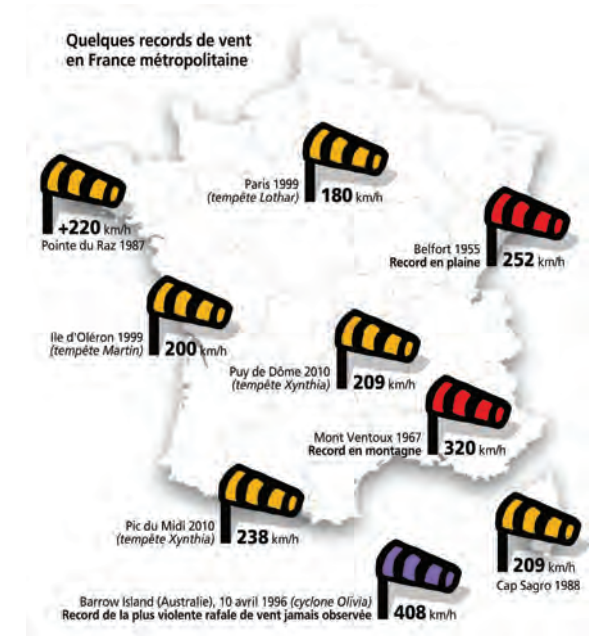 Quelques records de vent
en France métropolitaine
Paris 1999
(tempête Lothar)
180 km/h
+220 km/h
Pointe du Raz 1987
Belfort 1955
Record en plaine
252 km/h
Ile d'Oléron 1999
(tempête Martin)
200 km/h
Puy de Dôme 2010
(tempête Xynthia)
209 km/h
Mont Ventoux 1967
Record en montagne
320 km/h
Pic du Midi 2010
(tempête Xynthia)
238 km/h
209 km/h
Cap Sagro 1988
Barrow Island (Australie), 10 avril 1996 (cyclone Olivia)
Record de la plus violente rafale de vent jamais observée
408 km/h